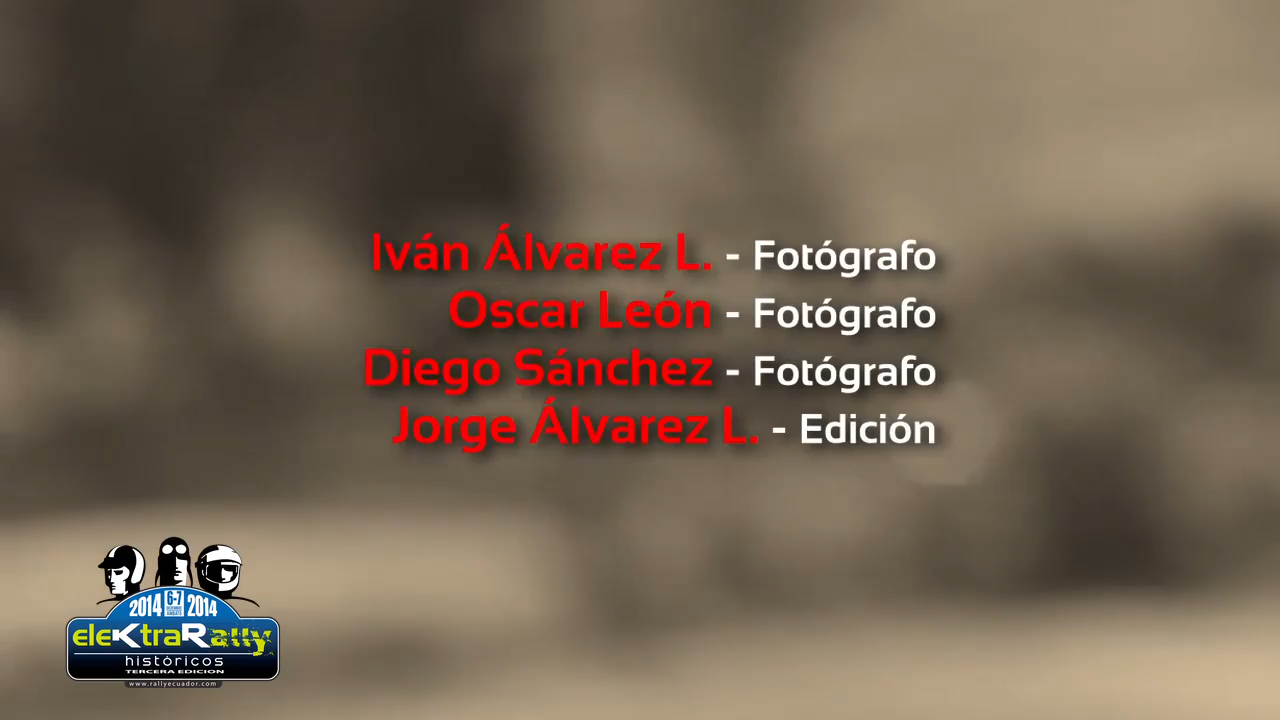 Iván Álvarez L. - Fotógrafo
Oscar León - Fotógrafo
Diego Sánchez - Fotógrafo
Jorge Álvarez L. - Edición
2014 6-7 2014
eleKtraRally
históricos
TERCERA EDICION
www.rallyecuador.com